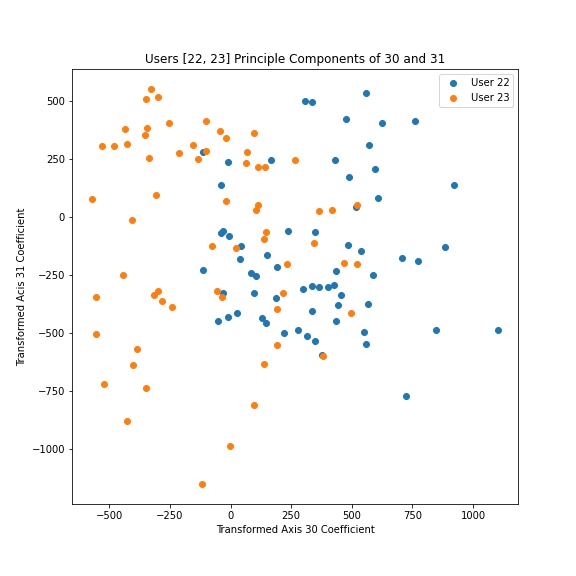 Users [22, 23] Principle Components of 30 and 31
User 22
User 23
500
250
0
−250
−500
−750
−1000
Transformed Acis 31 Coefficient
−500
−250
0
250
500
750
1000
Transformed Axis 30 Coefficient